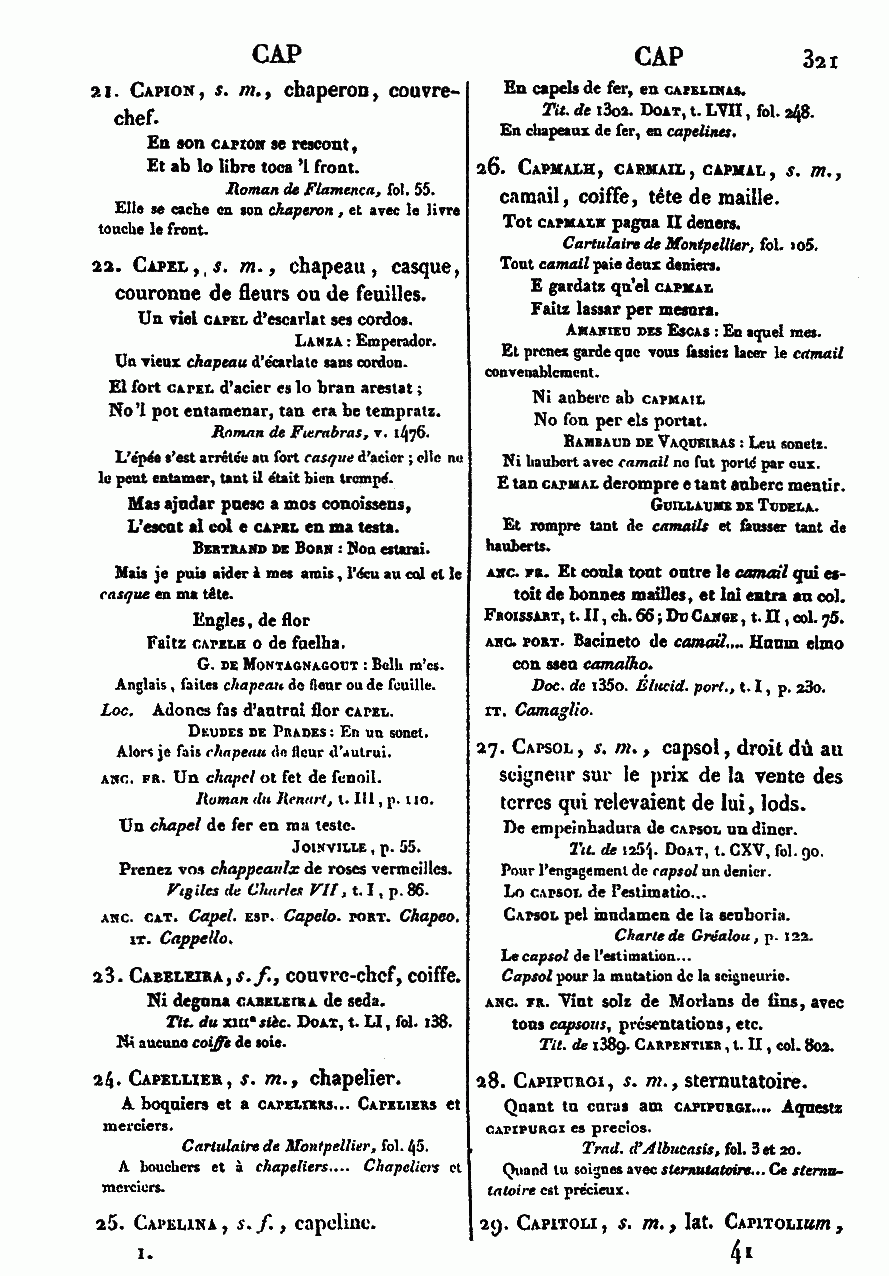 CAP
21. CAPION, s. m., chaperon, couvre-
chef.
En son CAPION se rescont,
Et ab lo libre toca 'l front.
Roman de Flamenca, fol. 55.
Elle se cache en son chaperon, et avec le livre
touche le front.
22. CAPEL, s. m., chapeau, casque,
couronne de fleurs ou de feuilles.
Un viel CAPEL d'escarlat ses cordos.
LANZA : Emperador.
Un vieux chapeau d'écarlate sans cordon.
El fort CAPEL d'acier es lo bran arestat ;
No 'l pot entamenar, tan era be tempratz.
Roman de Fierabras, v. 1476.
L'épée s'est arrêtée au fort casque d'acier ; elle ne
le peut entamer, tant il était bien trempé.
Mas ajudar puesc a mos conoissens,
L'escut al col e CAPEL en ma testa.
BERTRAND DE BORN : Non estarai.
Mais je puis aider à mes amis, l'écu au col et le
casque en ma tête.
Engles, de flor
Faitz CAPELH o de fuelha.
G. DE MONTAGNAGOUT : Belh m'es.
Anglais, faites chapeau de fleur ou de feuille.
Loc. Adoncs fas d'autrui flor CAPEL.
DEUDES DE PRADES : En un sonet.
Alors je fais chapeau de fleur d'autrui.
ANC. FR. Un chapel ot fet de fenoil.
Roman du Renart, t. III, p. 110.
Un chapel de fer en ma teste.
JOINVILLE, p. 55.
Prenez vos chappeaulx de roses vermeilles.
Vigiles de Charles VII, t. I, p. 86.
ANC. CAT. Capel. ESP. Capelo. PORT. Chapeo.
IT. Cappello.
23. CABELEIRA, s. f., couvre-chef, coiffe.
Ni deguna CABELEIRA de seda.
Tit. du XIIIe sièc. DOAT, t. LI, fol. 138.
Ni aucune coiffe de soie.
24. CAPELLIER, s. m., chapelier.
A boquiers et a CAPELIERS... CAPELIERS et
merciers.
Cartulaire de Montpellier, fol. 45.
A bouchers et à chapeliers.... Chapeliers et
merciers.
25. CAPELINA, s. f., capeline.
I.
CAP 321
En capels de fer, en CAPELINAS.
Tit. de 1302. DOAT, t. LVII, fol. 248.
En chapeaux de fer, en capelines.
26. CAPMALH, CARMAIL, CAPMAL, s. m.,
camail, coiffe, tête de maille.
Tot CAPMALH pagua II deners.
Cartulaire de Montpellier, fol. 105.
Tout camail paie deux deniers.
E gardatz qu'el CAPMAL
Faitz lassar per mesura.
AMANIEU DES ESCAS : En aquel mes.
Et prenez garde que vous fassiez lacer le camail
convenablement.
Ni auberc ab CAPMAIL
No fon per els portat.
RAMBAUD DE VAQUEIRAS : Leu sonetz.
Ni haubert avec camail ne fut porté par eux.
E tan CAPMAL derompre e tant auberc mentir.
GUILLAUME DE TUDELA.
Et rompre tant de camails et fausser tant de
hauberts.
ANC. FR. Et coula tout outre le camail qui es-
toit de bonnes mailles, et lui entra au col.
FROISSART, t. II, ch. 66 ; DU CANGE, t. II, col. 75.
ANC. PORT. Bacineto de camail.... Huum elmo
con sseu camalho.
Doc. de 1350. Élucid. port., t. I, p. 230.
IT. Camaglio.
27. CAPSOL, s. m., capsol, droit dû au
seigneur sur le prix de la vente des
terres qui relevaient de lui, lods.
De empeinhadura de CAPSOL un diner.
Tit. de 1254. DOAT, t. CXV, fol. 90.
Pour l'engagement de capsol un denier.
Lo CAPSOL de l'estimatio...
CAPSOL pel mudamen de la senhoria.
Charte de Gréalou, p. 122.
Le capsol de l'estimation...
Capsol pour la mutation de la seigneurie.
ANC. FR. Vint solz de Morlans de fins, avec
tous capsous, présentations, etc.
Tit. de 1389. CARPENTIER, t. II, col. 802.
28. CAPIPURGI, s. m., sternutatoire.
Quant tu curas am CAPIPURGI.... Aquestz
CAPIPURGI es precios.
Trad. d'Albucasis, fol. 3 et 20.
Quand tu soignes avec sternutatoire... Ce sternu-
tatoire est précieux.
29. CAPITOLI, s. m., lat. CAPITOLIum,
41